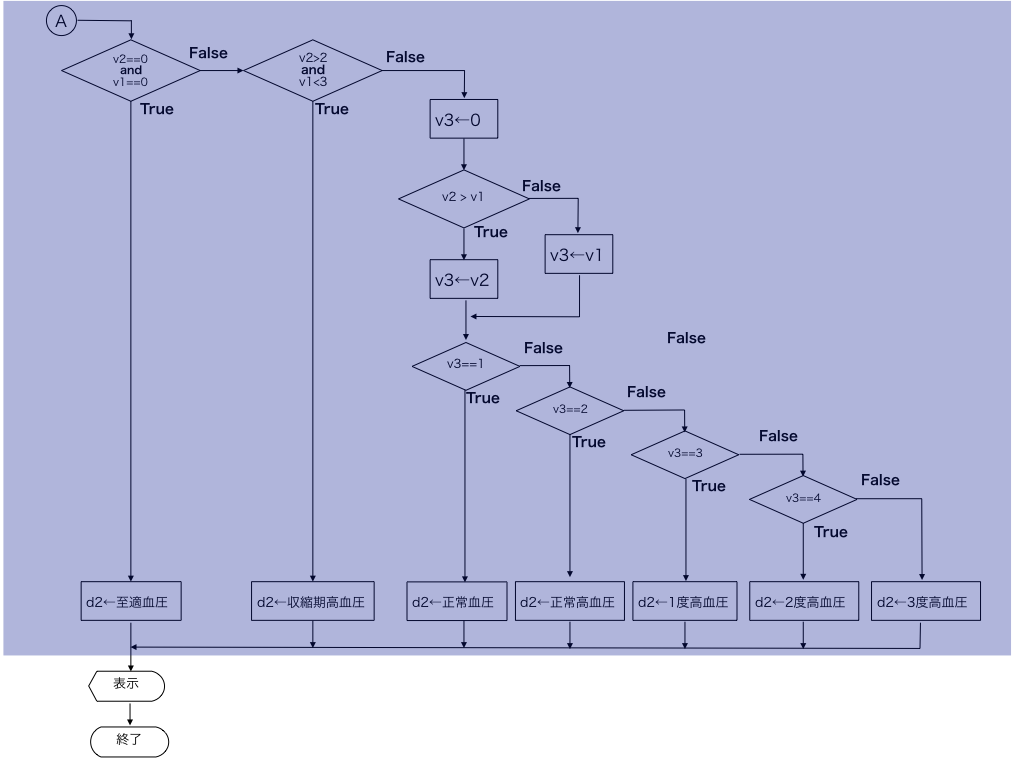 A
v2==0
and
v1==0
False
True
v2>2
and
v1<3
False
True
v3←0
v2 > v1
False
True
v3←v1
v3←v2
False
v3==1
False
True
v3==2
False
True
v3==3
False
True
v3==4
False
True
d2←至適血圧
d2←収縮期高血圧
d2←正常血圧
d2←正常高血圧
d2←1度高血圧
d2←2度高血圧
d2←3度高血圧
表示
終了